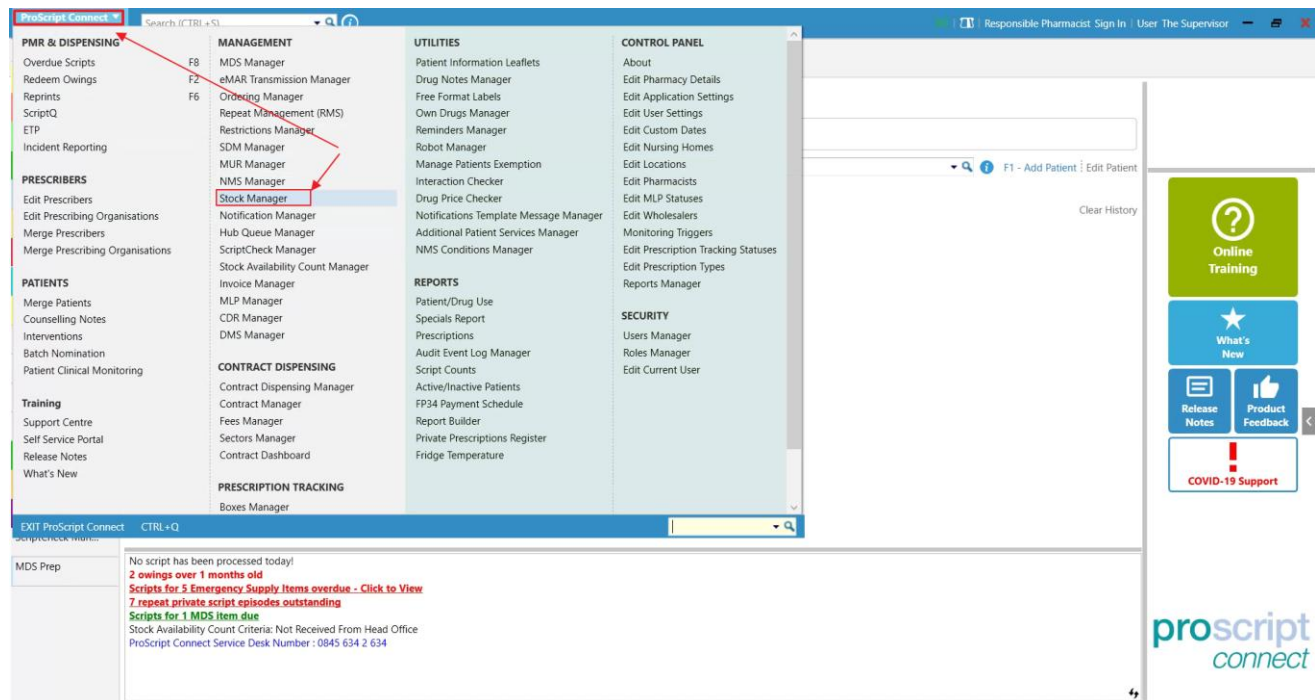 ProScript Connect
Search (CTRL+S)
Responsible Pharmacist Sign In
User The Supervisor
PMR & DISPENSING
Overdue Scripts F8
Redeem Owings F2
Reprints F6
ScriptQ
ETP
Incident Reporting
PRESCRIBERS
Edit Prescribers
Edit Prescribing Organisations
Merge Prescribers
Merge Prescribing Organisations
PATIENTS
Merge Patients
Counselling Notes
Interventions
Batch Nomination
Patient Clinical Monitoring
Training
Support Centre
Self Service Portal
Release Notes
What's New
MANAGEMENT
MDS Manager
eMAR Transmission Manager
Ordering Manager
Repeat Management (RMS)
Restrictions Manager
SDM Manager
MUR Manager
NMS Manager
Stock Manager
Notification Manager
Hub Queue Manager
ScriptCheck Manager
Stock Availability Count Manager
Invoice Manager
MLP Manager
CDR Manager
DMS Manager
CONTRACT DISPENSING
Contract Dispensing Manager
Contract Manager
Fees Manager
Sectors Manager
Contract Dashboard
PRESCRIPTION TRACKING
Boxes Manager
UTILITIES
Patient Information Leaflets
Drug Notes Manager
Free Format Labels
Own Drugs Manager
Reminders Manager
Robot Manager
Manage Patients Exemption
Interaction Checker
Drug Price Checker
Notifications Template Message Manager
Additional Patient Services Manager
NMS Conditions Manager
REPORTS
Patient/Drug Use
Specials Report
Prescriptions
Audit Event Log Manager
Script Counts
Active/Inactive Patients
FP34 Payment Schedule
Report Builder
Private Prescriptions Register
Fridge Temperature
CONTROL PANEL
About
Edit Pharmacy Details
Edit Application Settings
Edit User Settings
Edit Custom Dates
Edit Nursing Homes
Edit Locations
Edit Pharmacists
Edit MLP Statuses
Edit Wholesalers
Monitoring Triggers
Edit Prescription Tracking Statuses
Edit Prescription Types
Reports Manager
SECURITY
Users Manager
Roles Manager
Edit Current User
EXIT ProScript Connect CTRL+Q
F1 - Add Patient Edit Patient
Clear History
Online
Training
What's
New
Release
Notes
Product
Feedback
COVID-19 Support
ScriptCheck Man...
MDS Prep
No script has been processed today!
2 owings over 1 months old
Scripts for 5 Emergency Supply Items overdue - Click to View
7 repeat private script episodes outstanding
Scripts for 1 MDS item due
Stock Availability Count Criteria: Not Received From Head Office
ProScript Connect Service Desk Number : 0845 634 2 634
proscript
connect